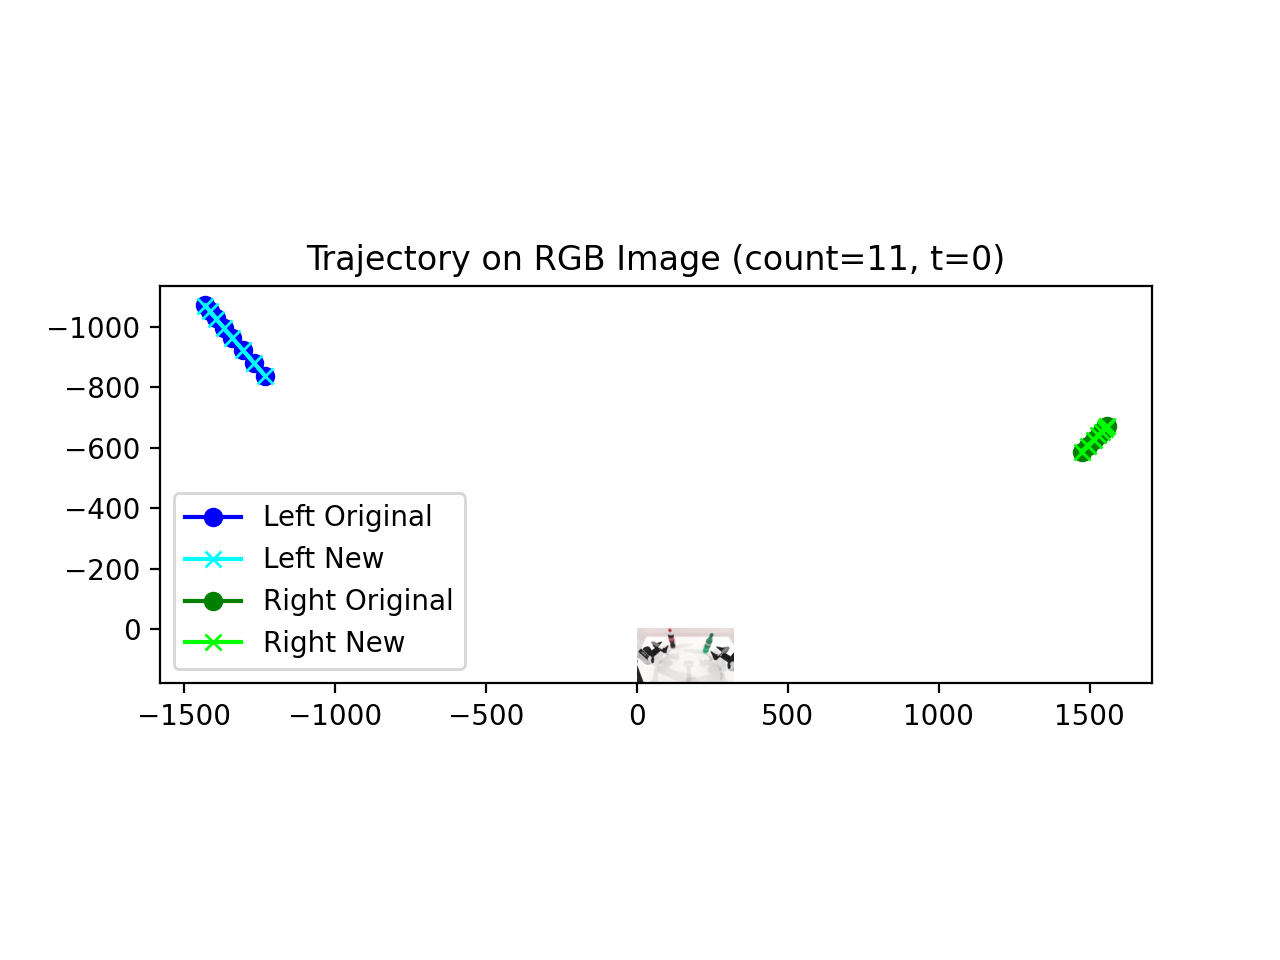 Trajectory on RGB Image (count=11, t=0)
−1000
−800
−600
−400
−200
0
Left Original
Left New
Right Original
Right New
−1500 −1000 −500 0 500 1000 1500